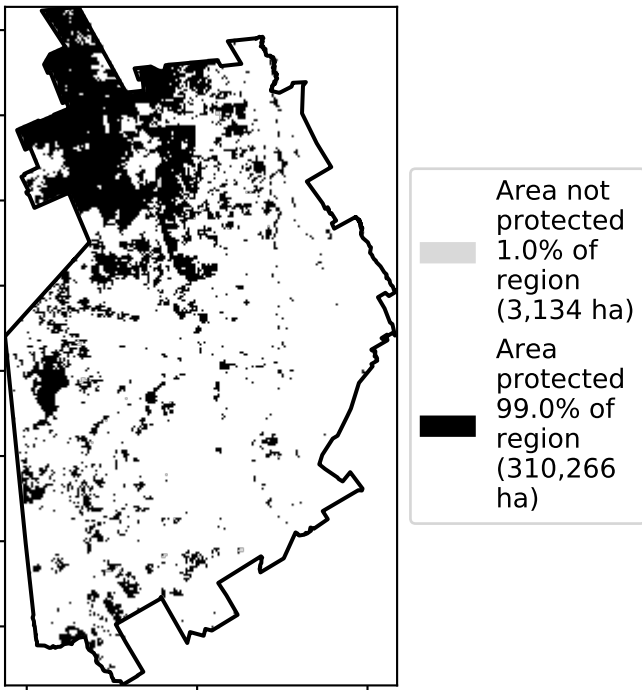 Area not
protected
1.0% of
region
(3,134 ha)
Area
protected
99.0% of
region
(310,266
ha)